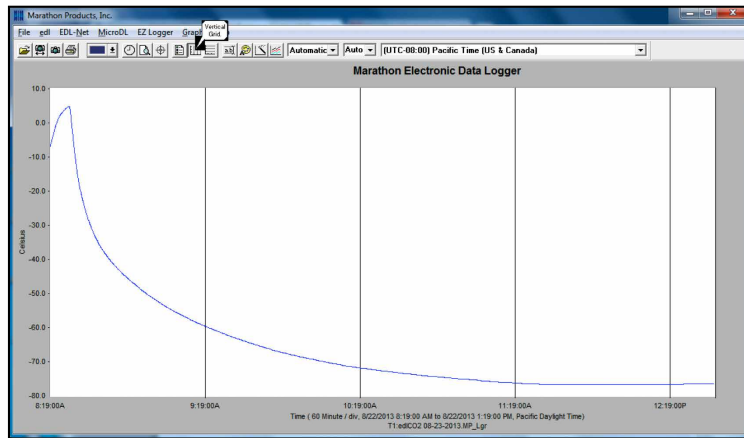 Marathon Products, Inc.
File edl EDL-Net MicroDL EZ Logger Grap
Vertical
Grid
Automatic Auto (UTC-08:00) Pacific Time (US & Canada)
Marathon Electronic Data Logger
10.0
0.0
-10.0
-20.0
-30.0
-40.0
-50.0
-60.0
-70.0
-80.0
Celsius
8:19:00A 9:19:00A 10:19:00A 11:19:00A 12:19:00P
Time ( 60 Minute / div, 8/22/2013 8:19:00 AM to 8/22/2013 1:19:00 PM, Pacific Daylight Time)
T1:edlCO2 08-23-2013.MP_Lgr